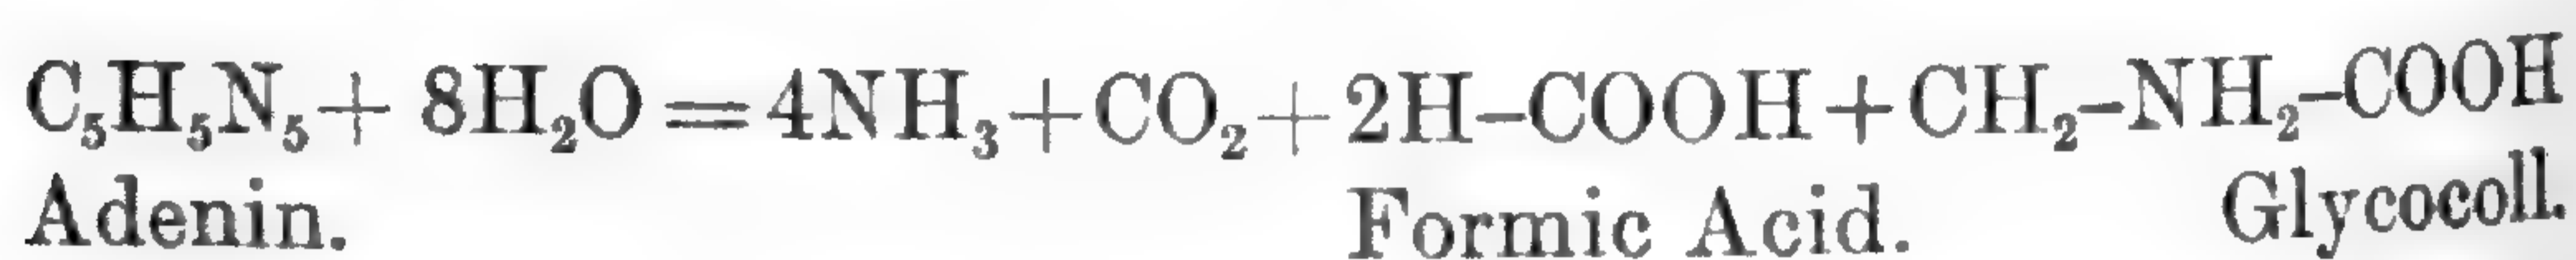 C₅H₅N₅+ 8H₂O=4NH₃+CO₂+2H–COOH+CH₂–NH₂–COOH
Adenin. Formic Acid. Glycocoll.